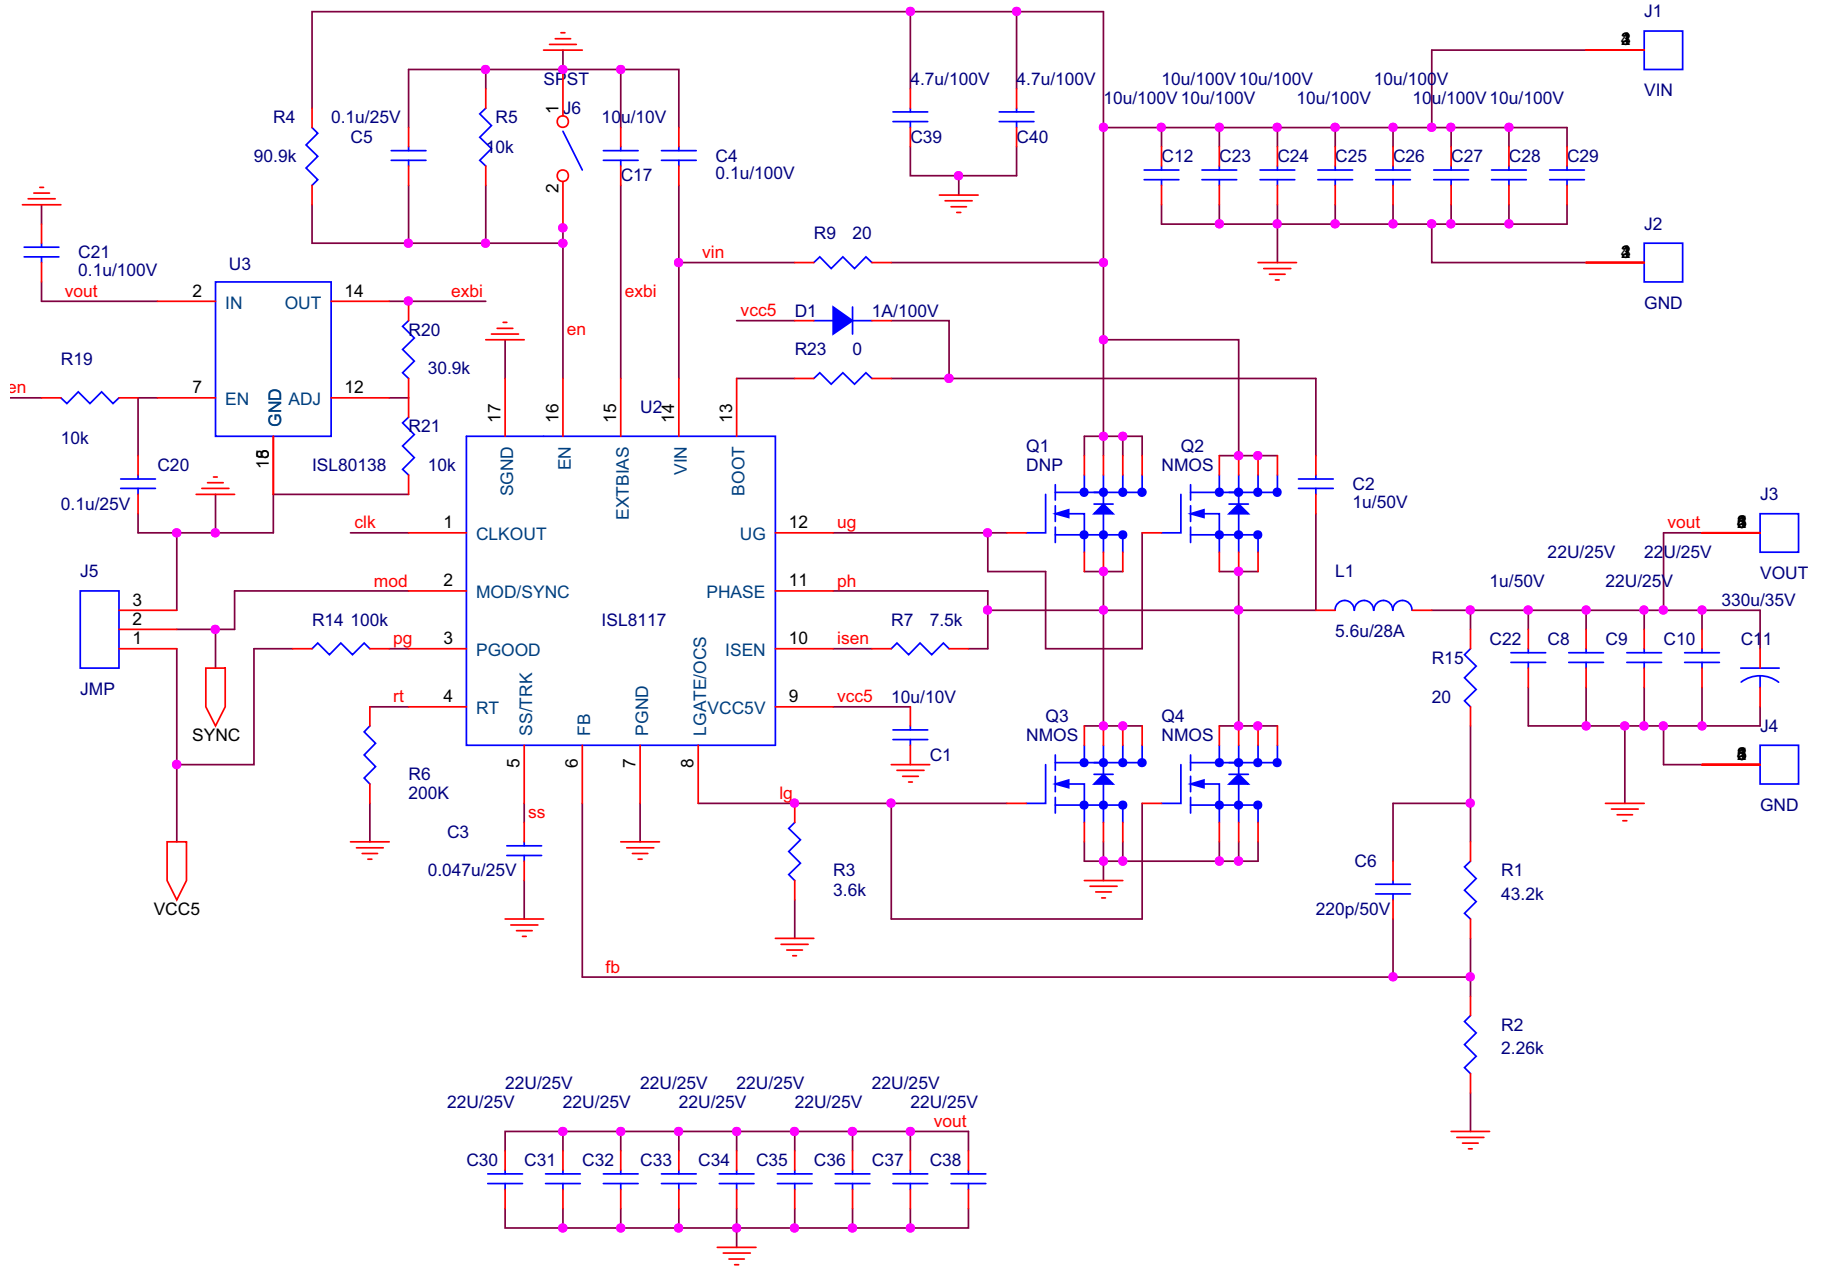 J1
VIN
4.7u/100V
4.7u/100V
C39
C40
10u/100V 10u/100V
10u/100V
10u/100V 10u/100V
10u/100V
10u/100V 10u/100V
C12
C23
C24
C25
C26
C27
C28
C29
J2
GND
SPST
J6
1
2
R4
90.9k
0.1u/25V
C5
R5
10k
10u/10V
C17
C4
0.1u/100V
C21
0.1u/100V
vout
U3
2
IN
OUT
14
exbi
R20
30.9k
R19
en
10k
7
EN
GND
ADJ
12
R21
10k
ISL80138
C20
0.1u/25V
en
exbi
vin
R9 20
vcc5
D1
1A/100V
R23 0
U2
17
16
15
14
13
SGND
EN
EXTBIAS
VIN
BOOT
clk
1
CLKOUT
mod
2
MOD/SYNC
R14 100k
pg
3
PGOOD
rt
4
RT
ISL8117
UG
12
ug
PHASE
11
ph
ISEN
10
isen
R7 7.5k
VCC5V
9
vcc5
10u/10V
C1
SS/TRK
FB
PGND
LGATE/OCS
5
6
7
8
J5
3
2
1
JMP
SYNC
VCC5
R6
200K
ss
C3
0.047u/25V
lg
R3
3.6k
fb
Q1
DNP
Q2
NMOS
Q3
NMOS
Q4
NMOS
C2
1u/50V
L1
5.6u/28A
J3
vout
VOUT
22U/25V
22U/25V
1u/50V
22U/25V
330u/35V
C22
C8
C9
C10
C11
J4
GND
R15
20
C6
220p/50V
R1
43.2k
R2
2.26k
22U/25V
22U/25V
22U/25V
22U/25V
22U/25V
22U/25V
22U/25V
22U/25V
22U/25V
vout
C30
C31
C32
C33
C34
C35
C36
C37
C38